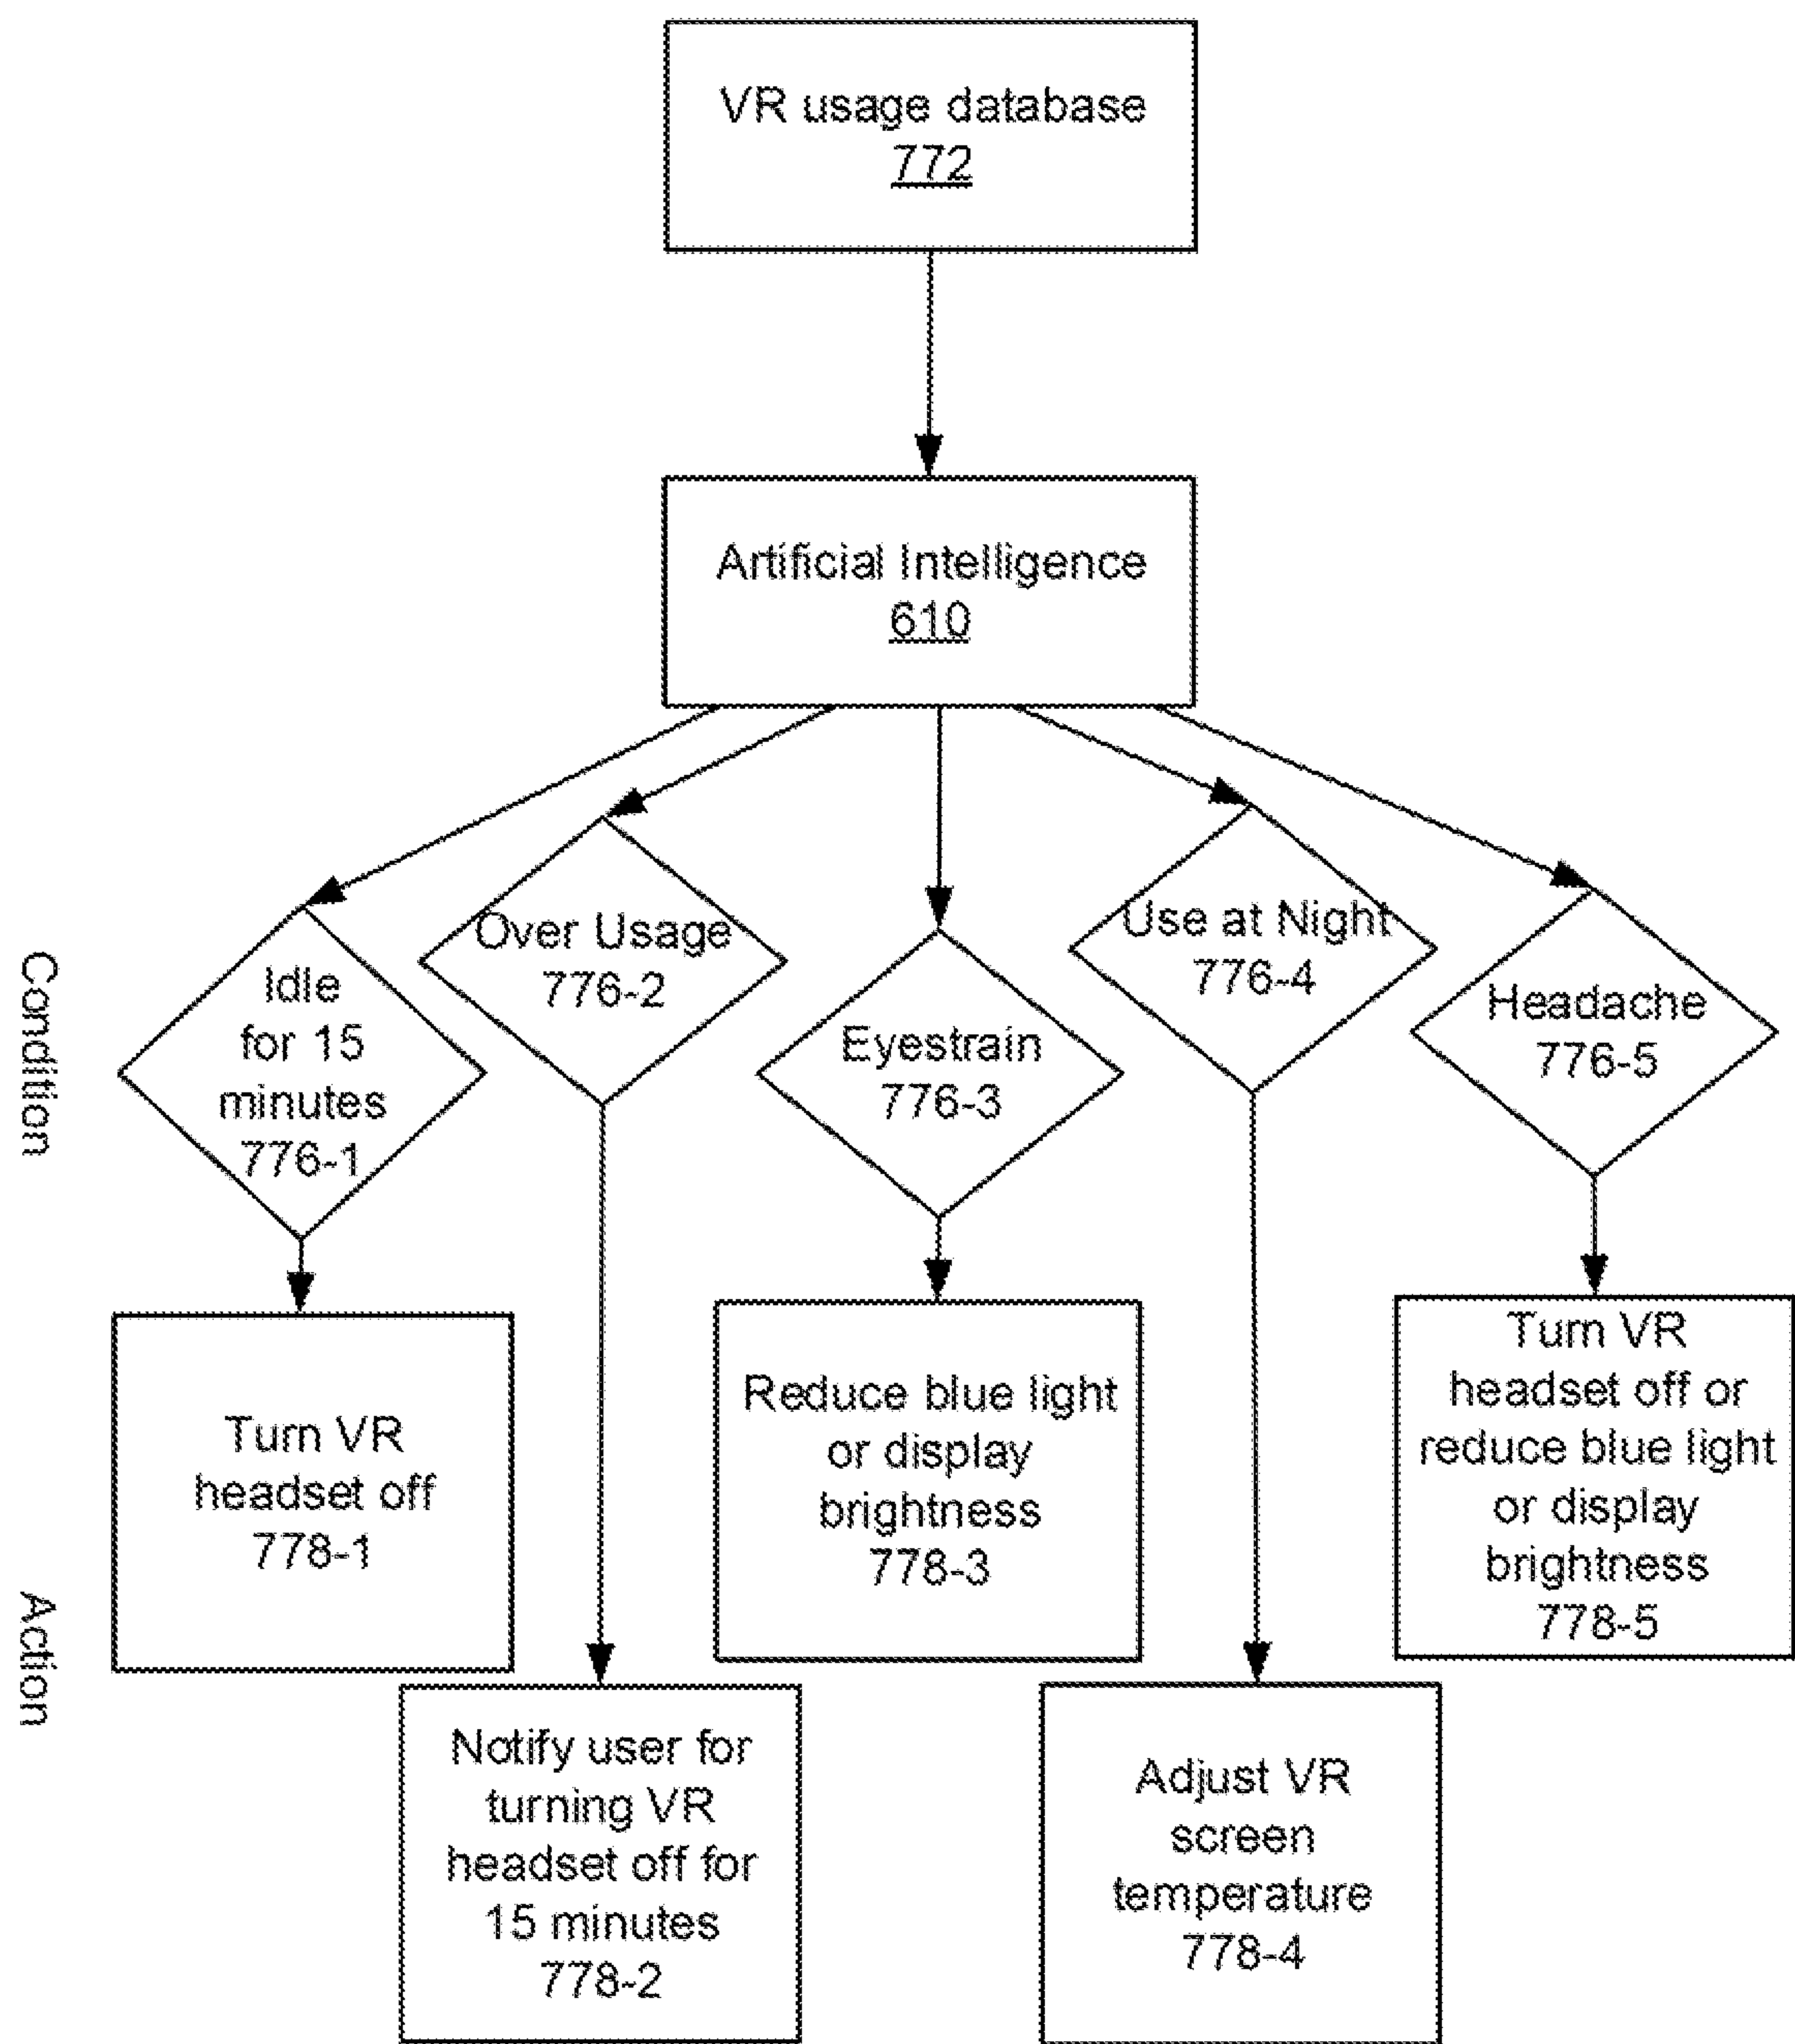 VR usage database
772
Artificial Intelligence
610
Condition
Idle
for 15
minutes
776-1
Over Usage
776-2
Eyestrain
776-3
Use at Night
776-4
Headache
776-5
Action
Turn VR
headset off
778-1
Notify user for
turning VR
headset off for
15 minutes
778-2
Reduce blue light
or display
brightness
778-3
Adjust VR
screen
temperature
778-4
Turn VR
headset off or
reduce blue light
or display
brightness
778-5